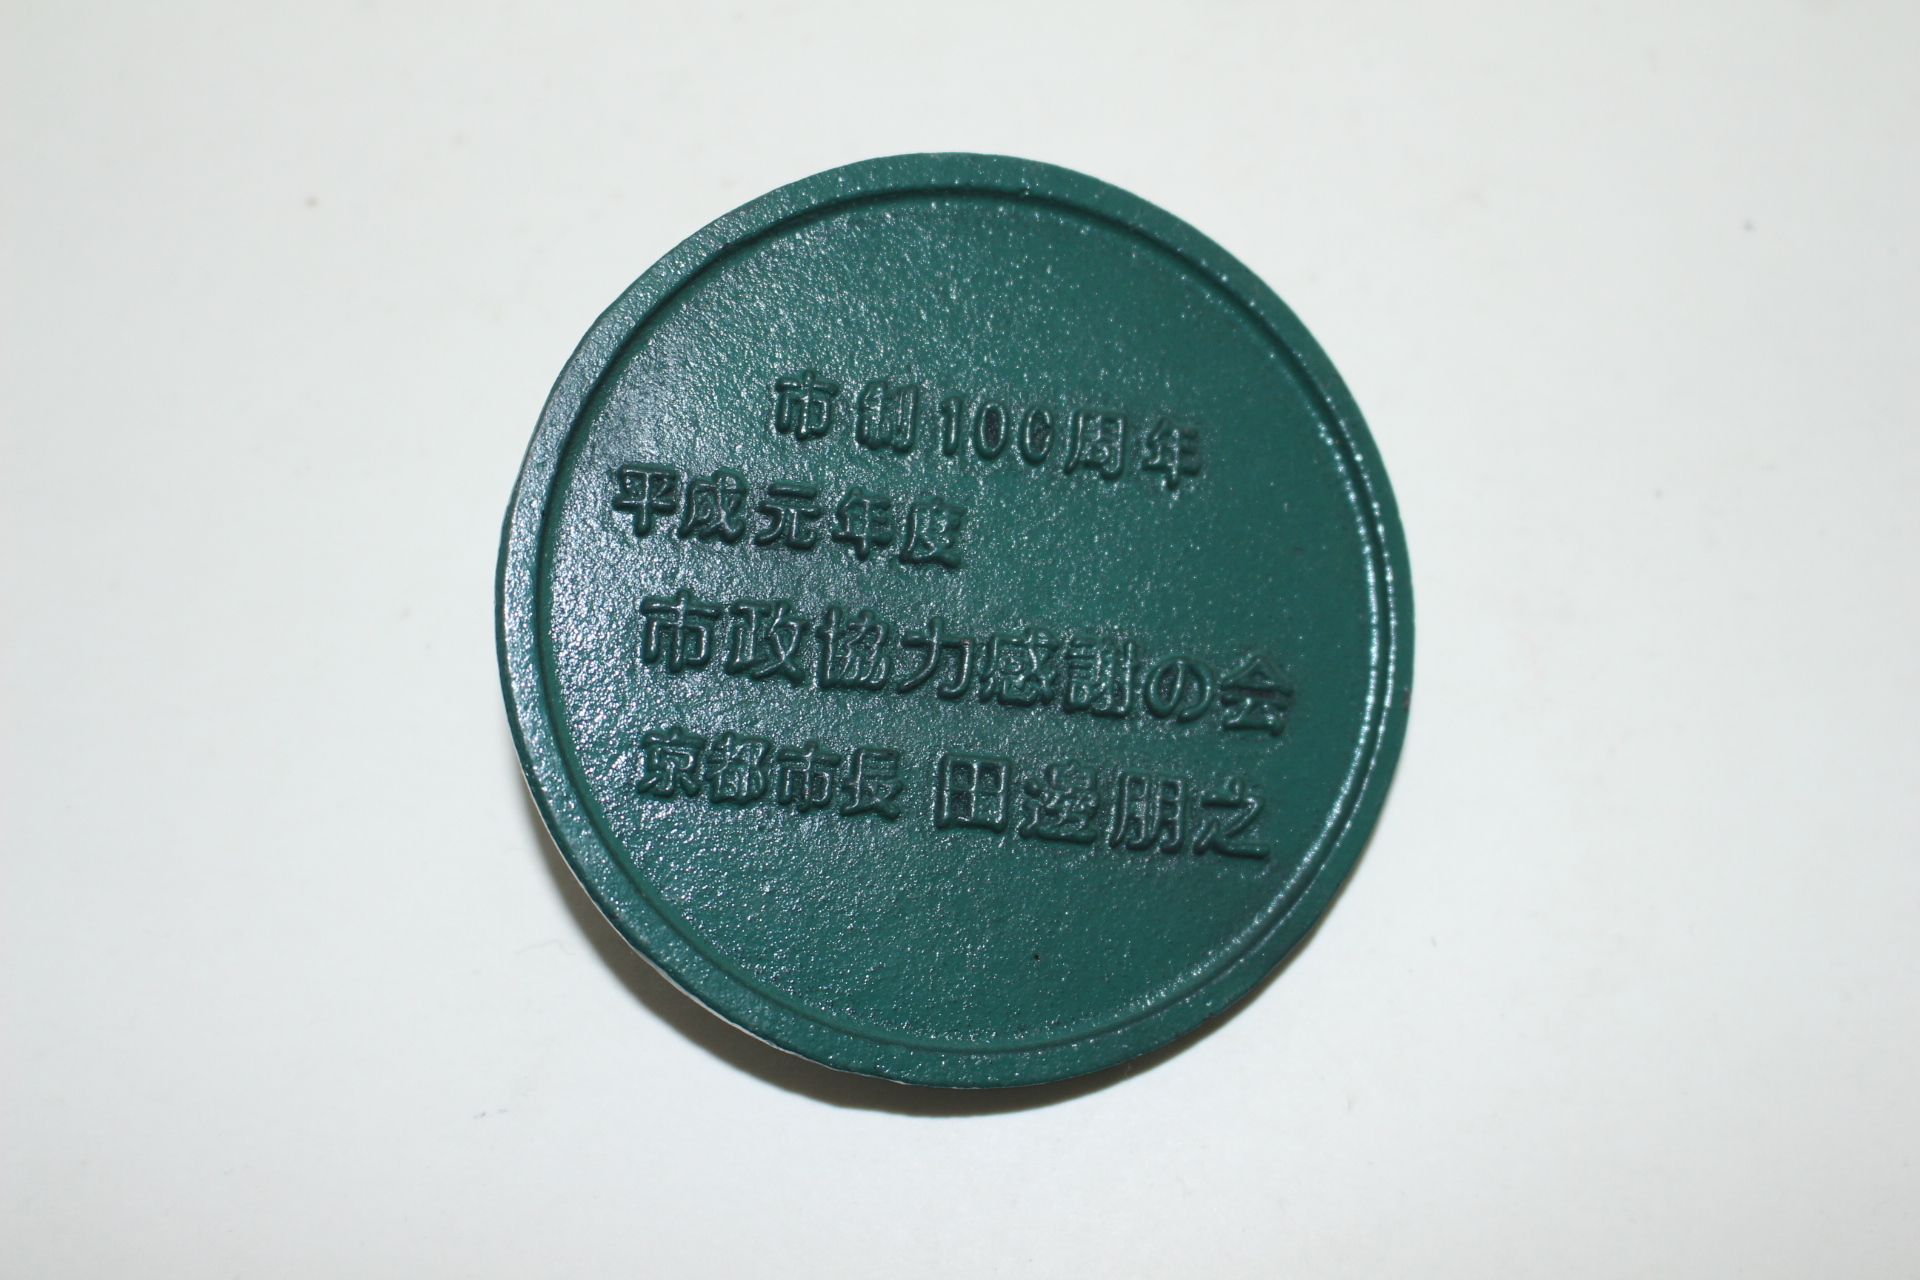 市制100周年
平成元年度
市政協力感謝の会
京都市長 田邊朋之